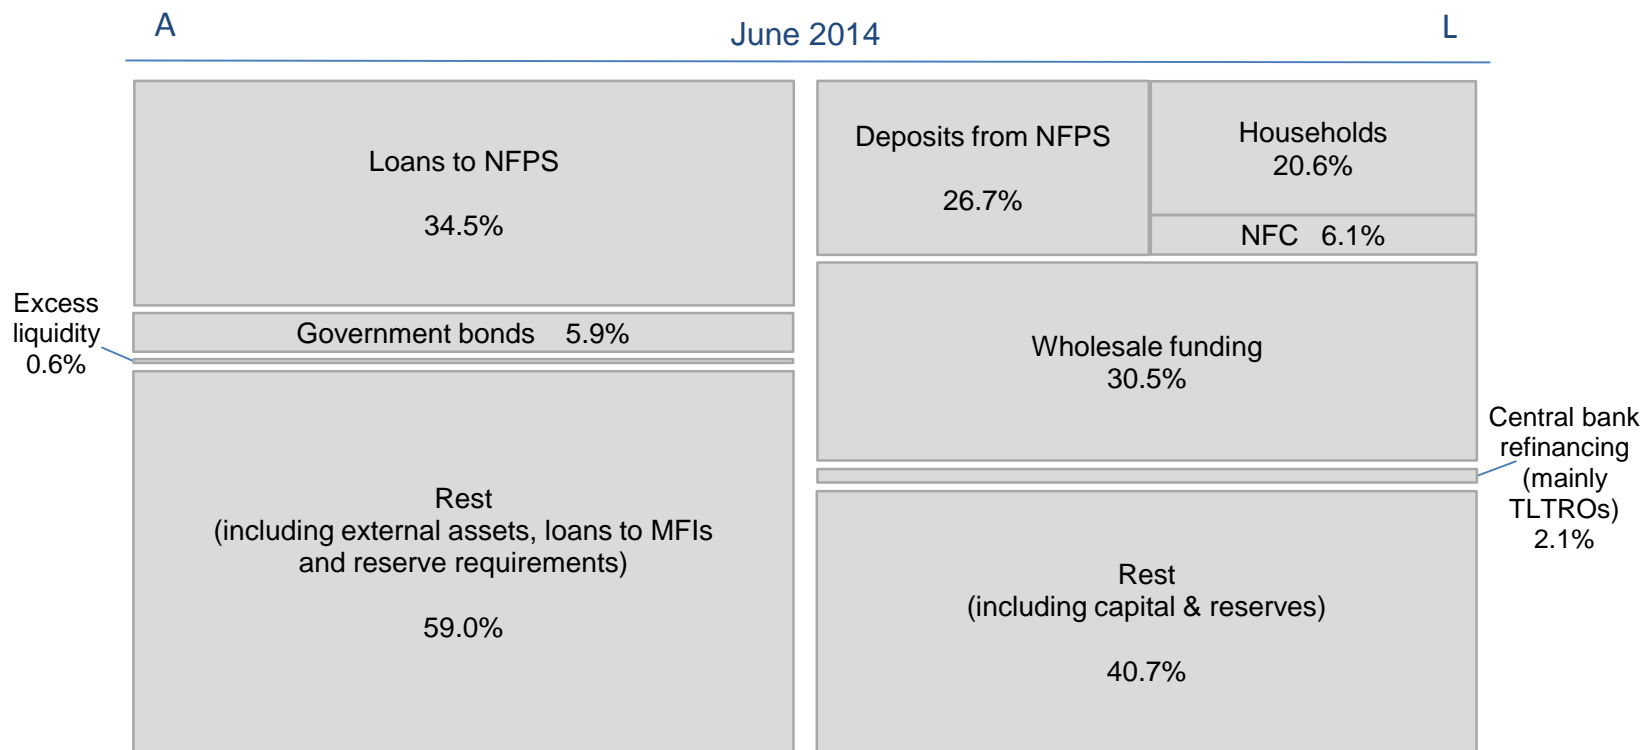 A
June 2014
L
Loans to NFPS
34.5%
Excess
liquidity
0.6%
Government bonds 5.9%
Rest
(including external assets, loans to MFIs
and reserve requirements)
59.0%
Deposits from NFPS
26.7%
Households
20.6%
NFC 6.1%
Wholesale funding
30.5%
Central bank
refinancing
(mainly
TLTROs)
2.1%
Rest
(including capital & reserves)
40.7%